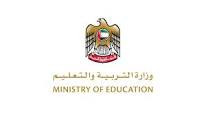 وزارة التربية والتعليم
MINISTRY OF EDUCATION